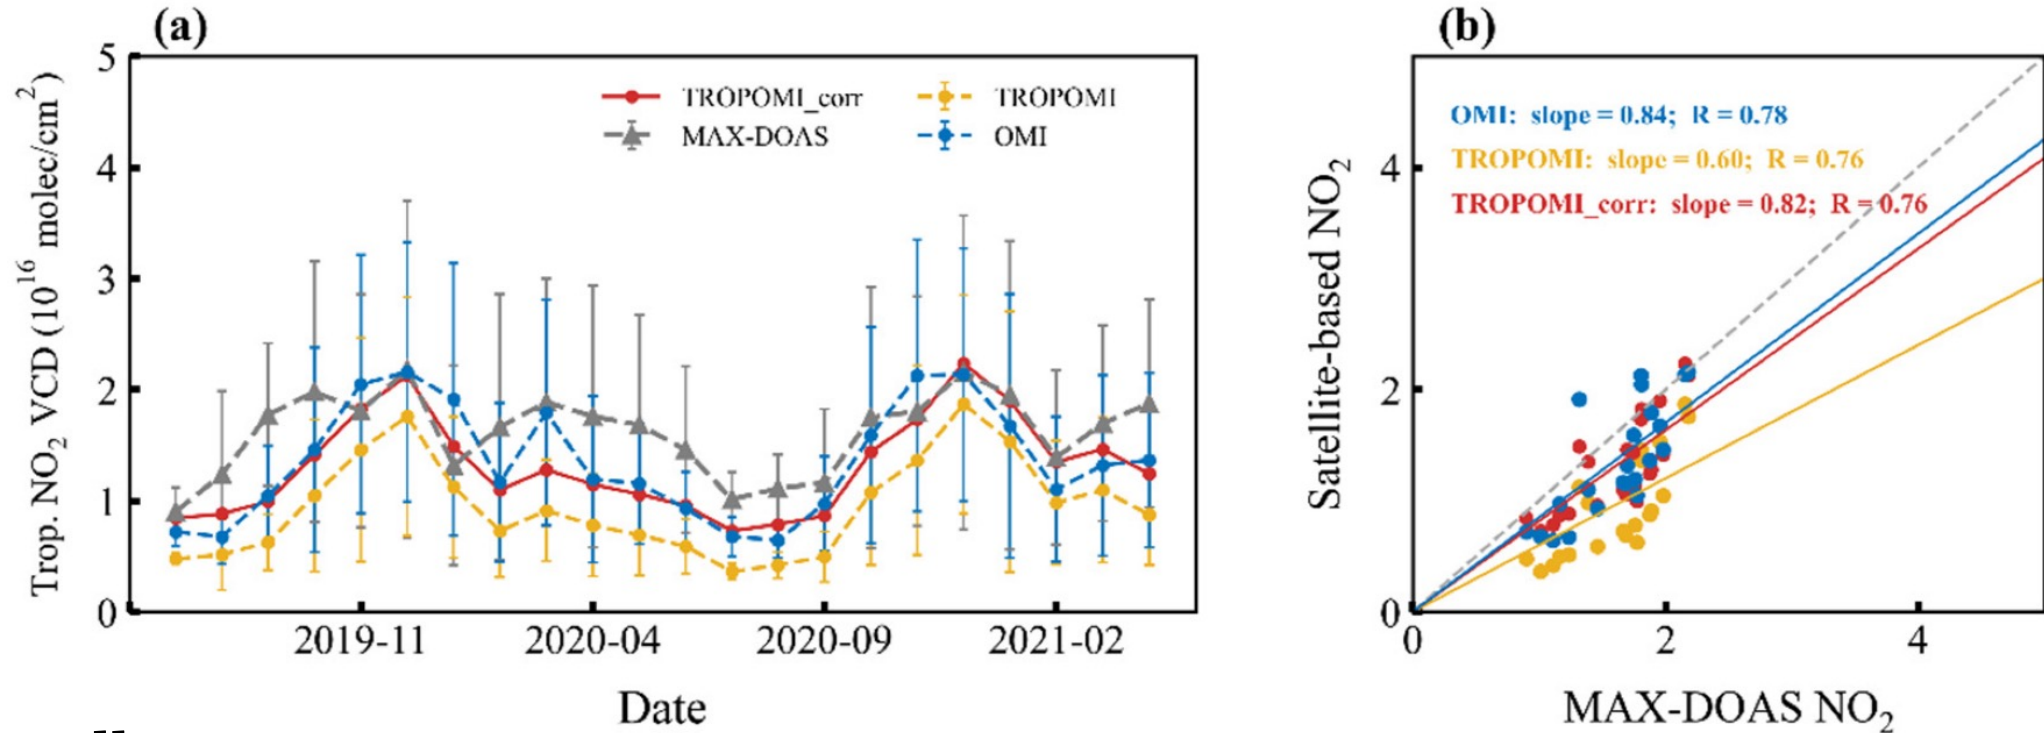 (a)
5
4
3
2
1
0
Trop. NO2 VCD (10^16 molec/cm^2)
TROPOMI_corr
TROPOMI
MAX-DOAS
OMI
2019-11
2020-04
2020-09
2021-02
Date
(b)
OMI: slope = 0.84; R = 0.78
TROPOMI: slope = 0.60; R = 0.76
TROPOMI_corr: slope = 0.82; R = 0.76
4
2
0
Satellite-based NO2
0
2
4
MAX-DOAS NO2